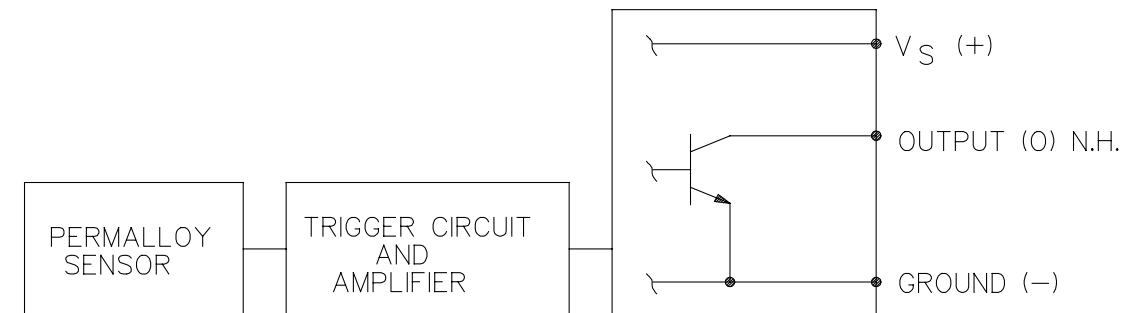 V S (+)
OUTPUT (O) N.H.
PERMALLOY
SENSOR
TRIGGER CIRCUIT
AND
AMPLIFIER
GROUND (−)